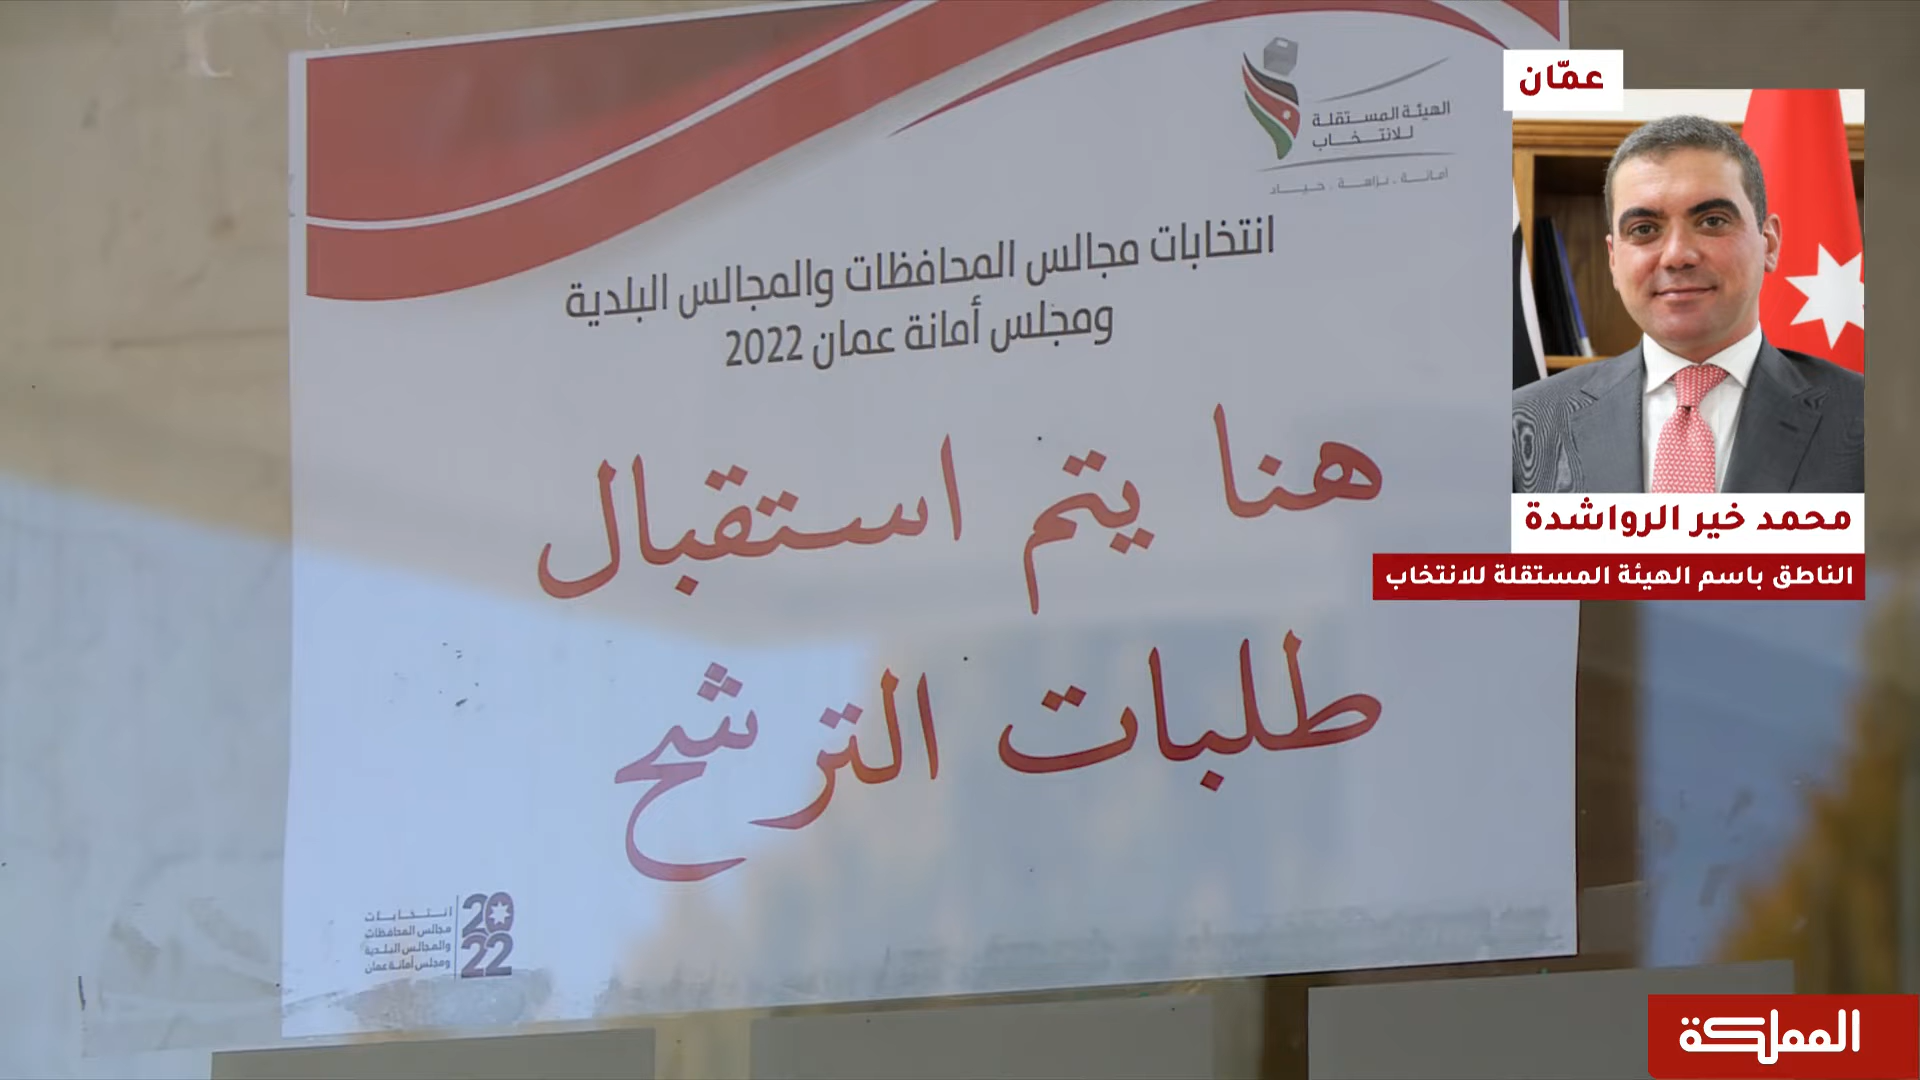 الهيئة المستقلة
للانتخاب
أمانة . نزاهة . حياد
انتخابات مجالس المحافظات والمجالس البلدية
ومجلس أمانة عمان 2022
هنا يتم استقبال
طلبات الترشح
2022
انتخابات
مجالس المحافظات
والمجالس البلدية
ومجلس أمانة عمان
عمّان
محمد خير الرواشدة
الناطق باسم الهيئة المستقلة للانتخاب
المملكة